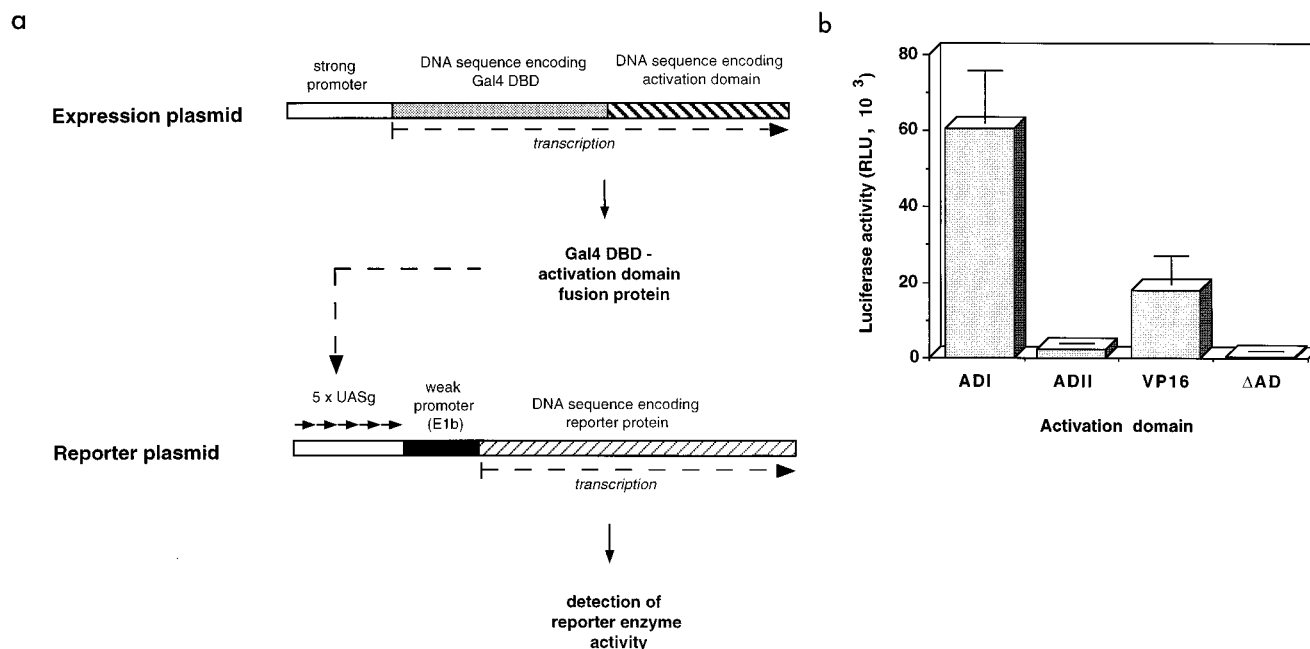 a
strong
promoter
DNA sequence encoding
Gal4 DBD
DNA sequence encoding
activation domain
Expression plasmid
transcription
Gal4 DBD -
activation domain
fusion protein
5 x UASg
weak
promoter
(E1b)
DNA sequence encoding
reporter protein
Reporter plasmid
transcription
detection of
reporter enzyme
activity
b
Luciferase activity (RLU, 10 3)
80
60
40
20
0
ADI
ADII
VP16
ΔAD
Activation domain